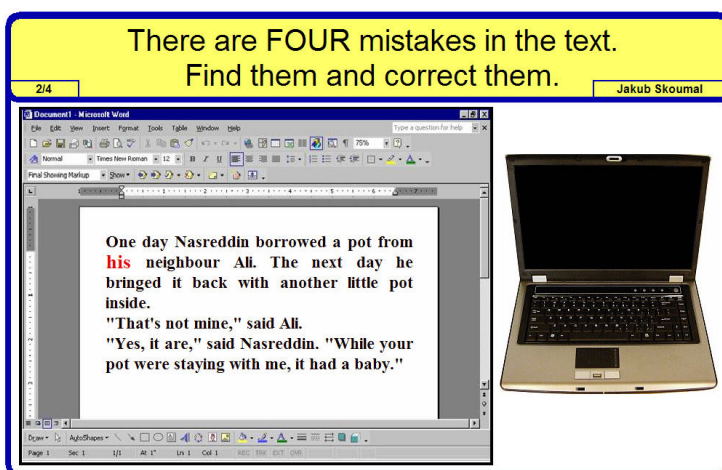 There are FOUR mistakes in the text.
Find them and correct them.
2/4
Jakub Skoumal
Document1 - Microsoft Word
File Edit View Insert Format Tools Table Window Help
Type a question for help
75%
Normal Times New Roman 12 B I U
Final Showing Markup Show
One day Nasreddin borrowed a pot from
his neighbour Ali. The next day he
bringed it back with another little pot
inside.
"That's not mine," said Ali.
"Yes, it are," said Nasreddin. "While your
pot were staying with me, it had a baby."
Draw AutoShapes
Page 1 Sec 1 1/1 At 1" Ln 1 Col 1 REC TRK EXT OVR